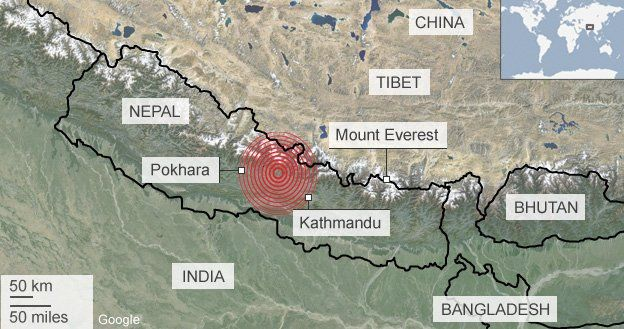 CHINA
TIBET
NEPAL
Mount Everest
Pokhara
BHUTAN
Kathmandu
INDIA
50 km
50 miles
Google
BANGLADESH